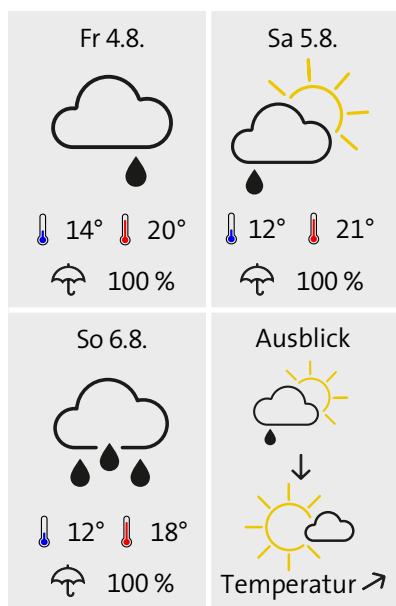 Fr 4.8.
14° 20°
100 %
Sa 5.8.
12° 21°
100 %
So 6.8.
12° 18°
100 %
Ausblick
Temperatur